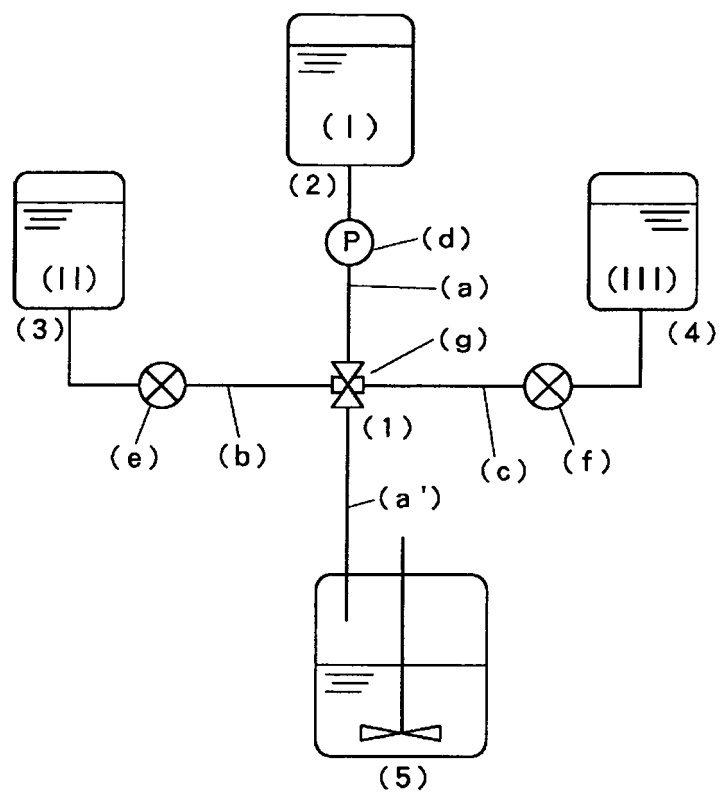 (I)
(2)
P
(d)
(II)
(a)
(III)
(3)
(g)
(4)
(1)
(e)
(b)
(c)
(f)
(a')
(5)